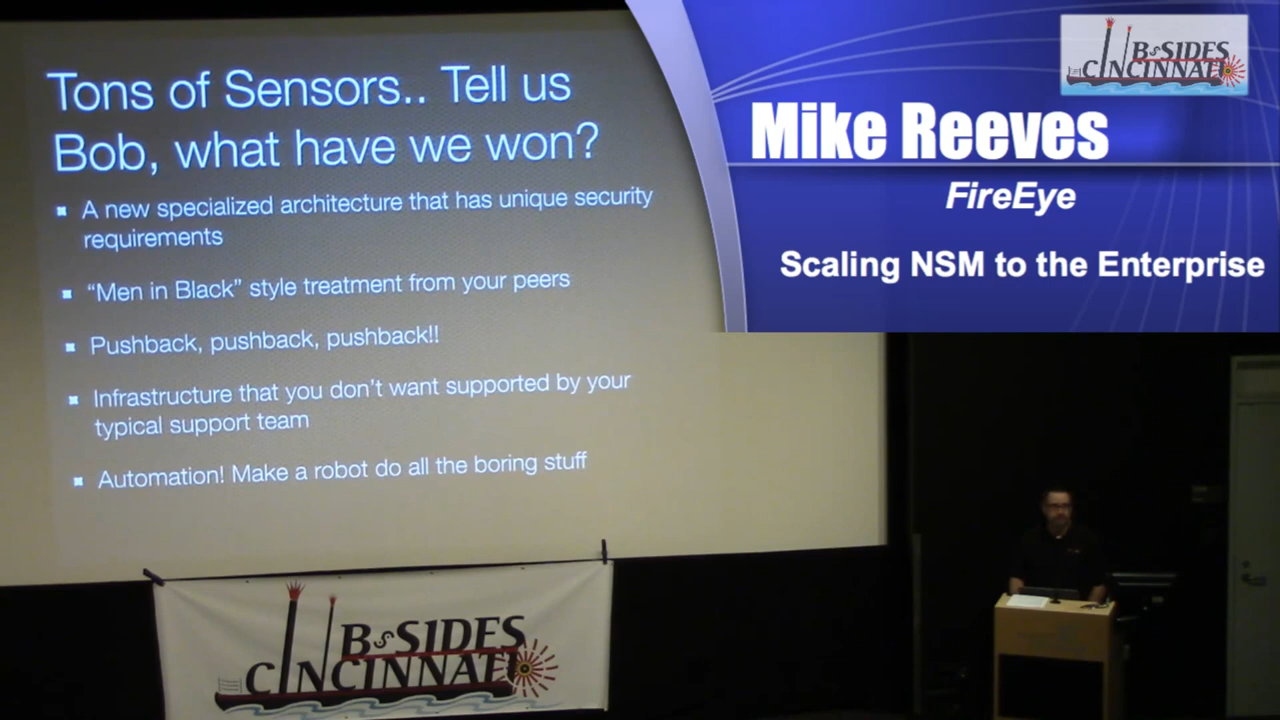 Tons of Sensors.. Tell us
Bob, what have we won?
A new specialized architecture that has unique security
requirements
“Men in Black” style treatment from your peers
Pushback, pushback, pushback!!
Infrastructure that you don’t want supported by your
typical support team
Automation! Make a robot do all the boring stuff
BSIDES
CINCINNATI
Mike Reeves
FireEye
Scaling NSM to the Enterprise
BSIDES
CINCINNATI